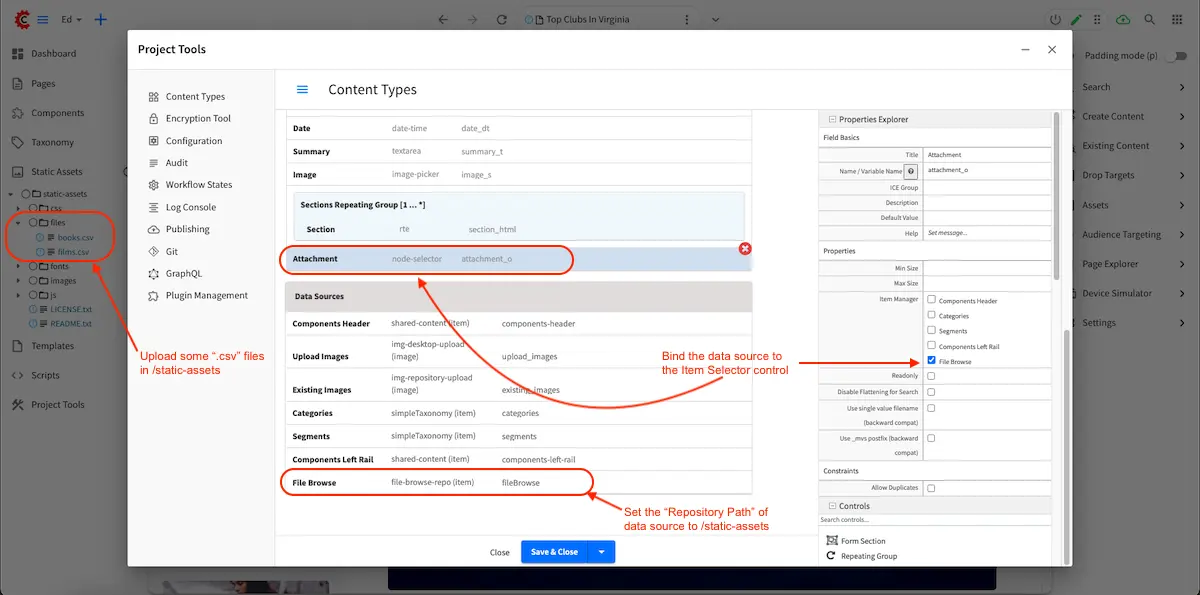 Ed
Top Clubs In Virginia
Dashboard
Pages
Components
Taxonomy
Static Assets
static-assets
css
files
books.csv
films.csv
fonts
images
js
LICENSE.txt
README.txt
Templates
Scripts
Project Tools
Upload some “.csv” files
in /static-assets
Project Tools
Content Types
Encryption Tool
Configuration
Audit
Workflow States
Log Console
Publishing
Git
GraphQL
Plugin Management
Content Types
Date date-time date_dt
Summary textarea summary_t
Image image-picker image_s
Sections Repeating Group [1 ... *]
Section rte section_html
Attachment node-selector attachment_o
Data Sources
Components Header shared-content (item) components-header
Upload Images img-desktop-upload (image) upload_images
Existing Images img-repository-upload (image) existing_images
Categories simpleTaxonomy (item) categories
Segments simpleTaxonomy (item) segments
Components Left Rail shared-content (item) components-left-rail
File Browse file-browse-repo (item) fileBrowse
Bind the data source to
the Item Selector control
Set the “Repository Path” of
data source to /static-assets
Close
Save & Close
Properties Explorer
Field Basics
Title Attachment
Name / Variable Name attachment_o
ICE Group
Description
Default Value
Help Set message...
Properties
Min Size
Max Size
Item Manager
Components Header
Categories
Segments
Components Left Rail
File Browse
Readonly
Disable Flattening for Search
Use single value filename
(backward compat)
Use _mvs postfix (backward
compat)
Constraints
Allow Duplicates
Controls
Search controls...
Form Section
Repeating Group
Padding mode (p)
Search
Create Content
Existing Content
Drop Targets
Assets
Audience Targeting
Page Explorer
Device Simulator
Settings